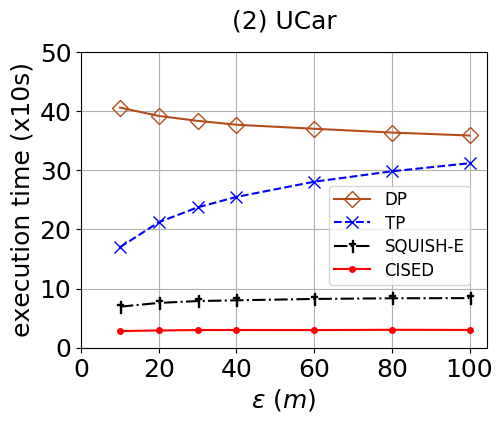 (2) UCar
execution time (x10s)
50
40
30
20
10
0
DP
TP
SQUISH-E
CISED
0 20 40 60 80 100
ε (m)